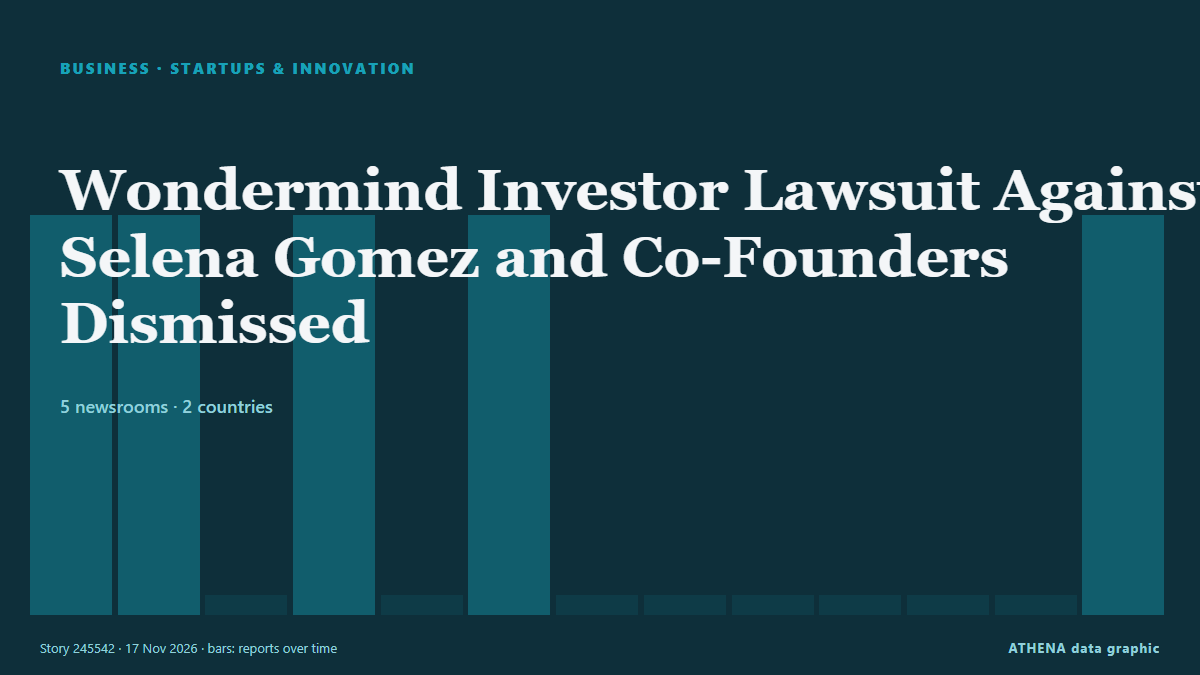 BUSINESS · STARTUPS & INNOVATION
Wondermind Investor Lawsuit Against
Selena Gomez and Co-Founders
Dismissed
5 newsrooms · 2 countries
Story 245542 · 17 Nov 2026 · bars: reports over time
ATHENA data graphic